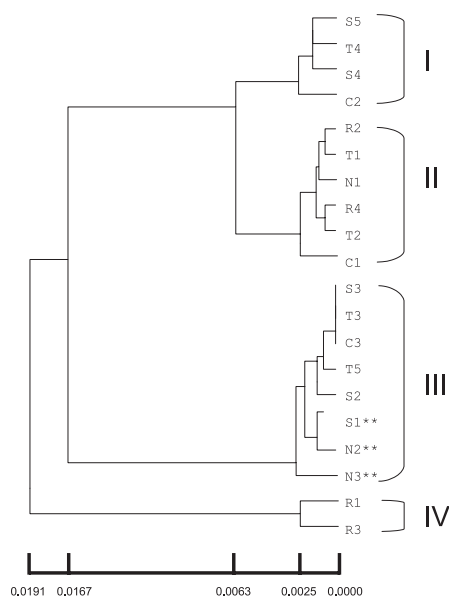 S5
T4
S4
C2
I
R2
T1
N1
R4
T2
C1
II
S3
T3
C3
T5
S2
S1**
N2**
N3**
III
R1
R3
IV
0.0191 0.0167 0.0063 0.0025 0.0000